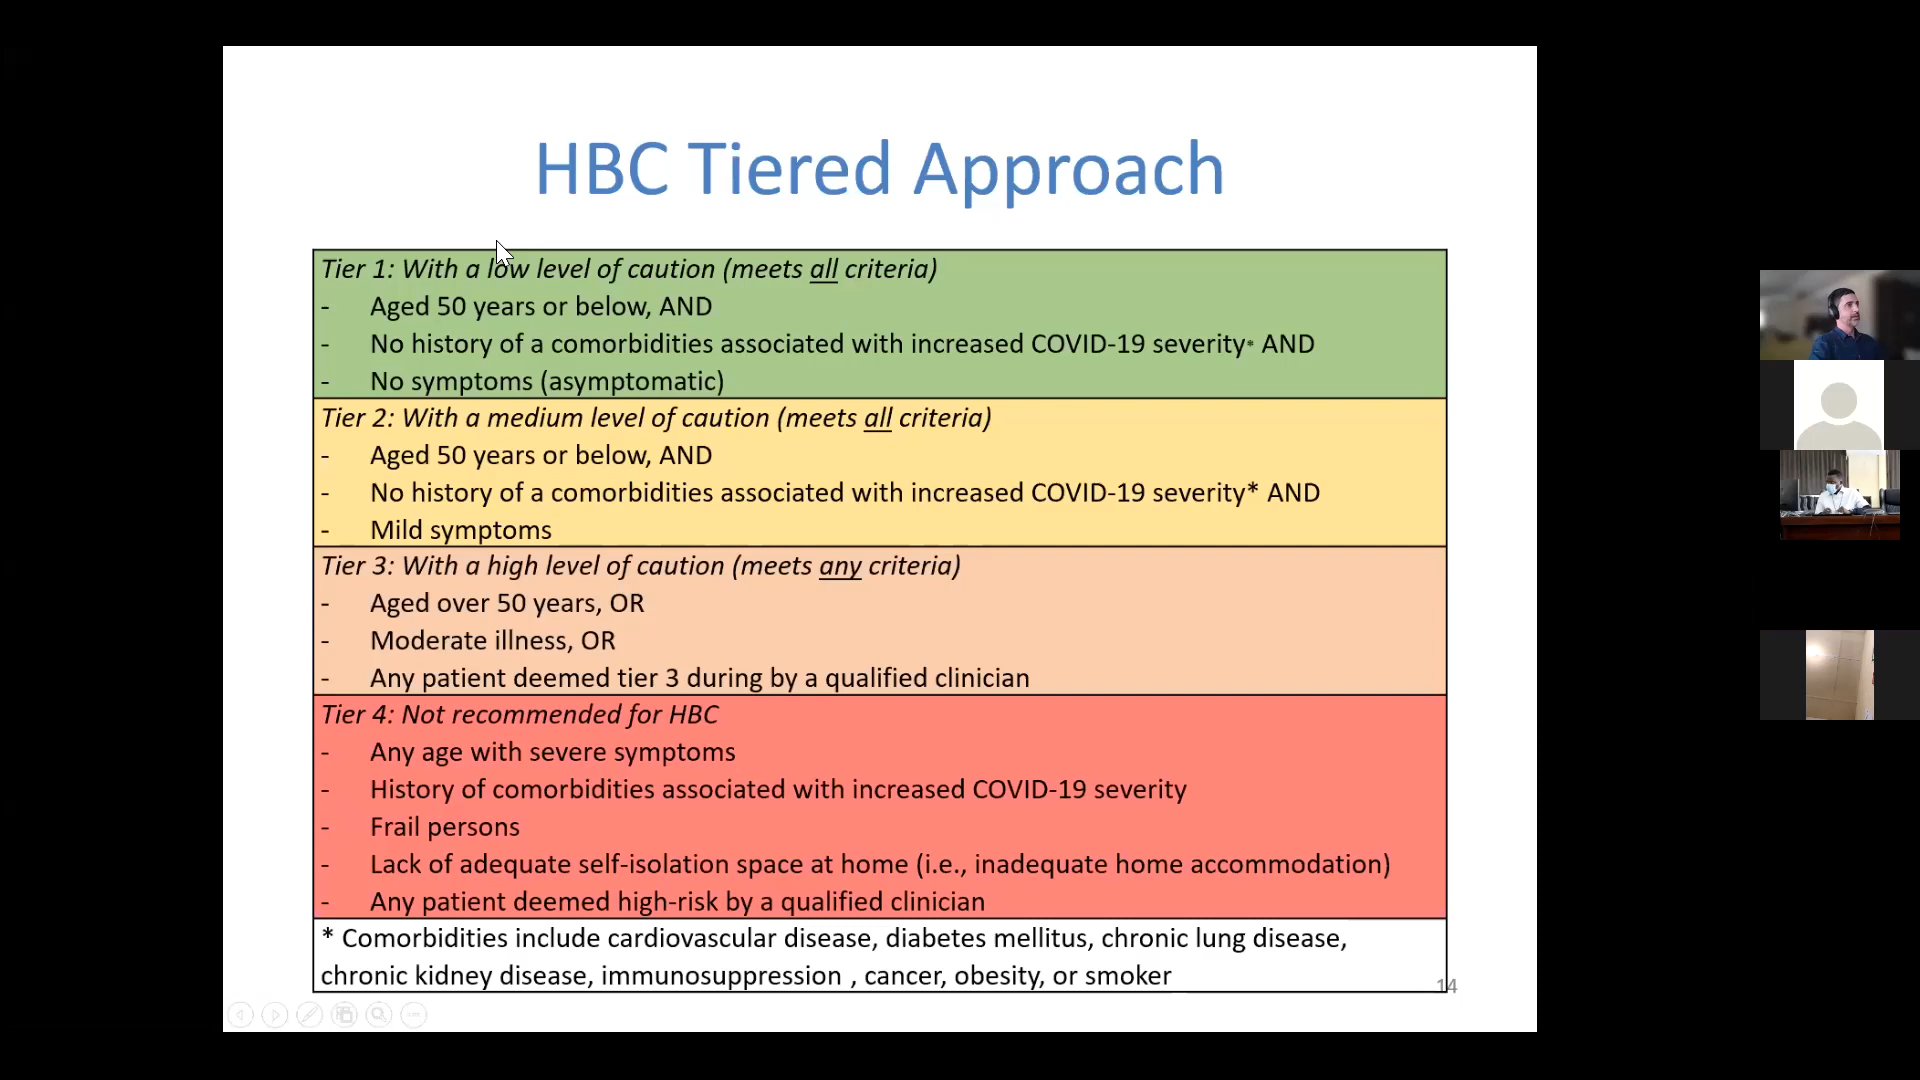 HBC Tiered Approach
Tier 1: With a low level of caution (meets all criteria)
- Aged 50 years or below, AND
- No history of a comorbidities associated with increased COVID-19 severity* AND
- No symptoms (asymptomatic)
Tier 2: With a medium level of caution (meets all criteria)
- Aged 50 years or below, AND
- No history of a comorbidities associated with increased COVID-19 severity* AND
- Mild symptoms
Tier 3: With a high level of caution (meets any criteria)
- Aged over 50 years, OR
- Moderate illness, OR
- Any patient deemed tier 3 during by a qualified clinician
Tier 4: Not recommended for HBC
- Any age with severe symptoms
- History of comorbidities associated with increased COVID-19 severity
- Frail persons
- Lack of adequate self-isolation space at home (i.e., inadequate home accommodation)
- Any patient deemed high-risk by a qualified clinician
* Comorbidities include cardiovascular disease, diabetes mellitus, chronic lung disease,
chronic kidney disease, immunosuppression , cancer, obesity, or smoker
14